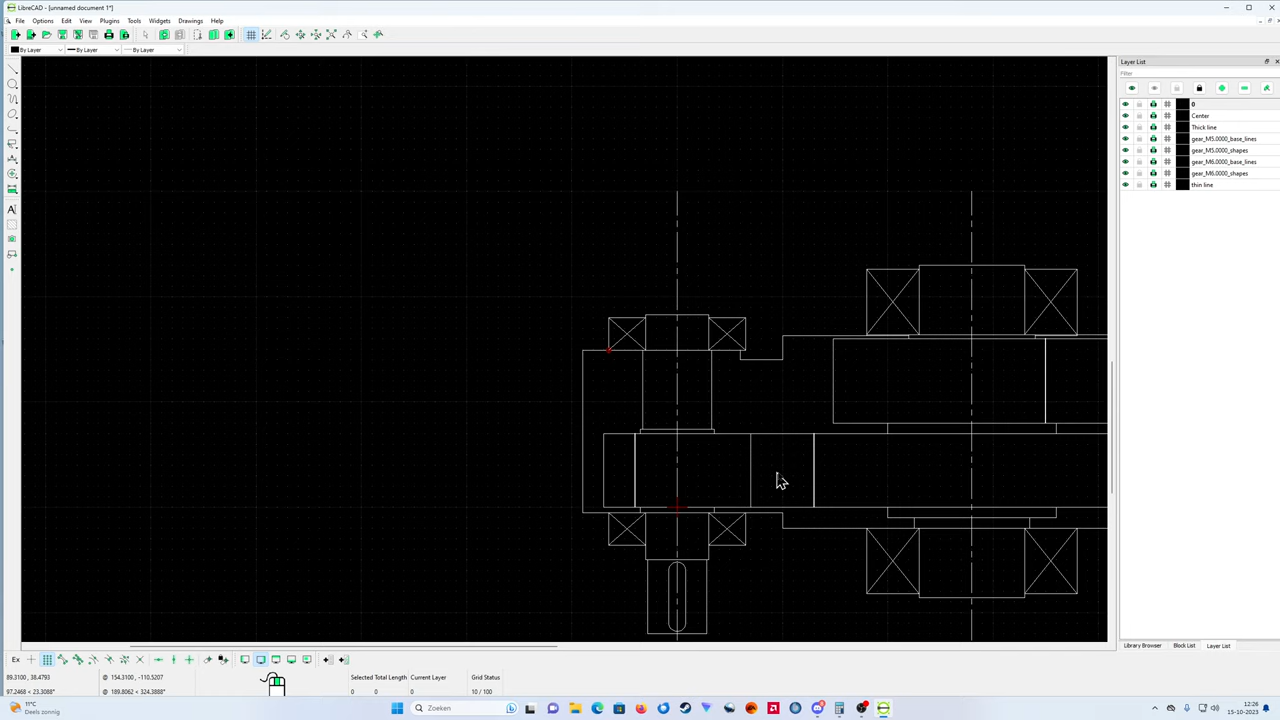 LibreCAD - [unnamed document 1*]
File Options Edit View Plugins Tools Widgets Drawings Help
By Layer By Layer By Layer
Layer List
Filter
0
Center
Thick line
gear_M5.0000_base_lines
gear_M5.0000_shapes
gear_M6.0000_base_lines
gear_M6.0000_shapes
thin line
Library Browser Block List Layer List
Ex
89.3100 , 38.4793 @ 154.3100 , -110.5207 Selected Total Length Current Layer Grid Status
97.2468 < 23.3088° @ 189.8062 < 324.3888° 0 0 0 10 / 100
11°C
Deels zonnig
Zoeken
12:26
15-10-2023